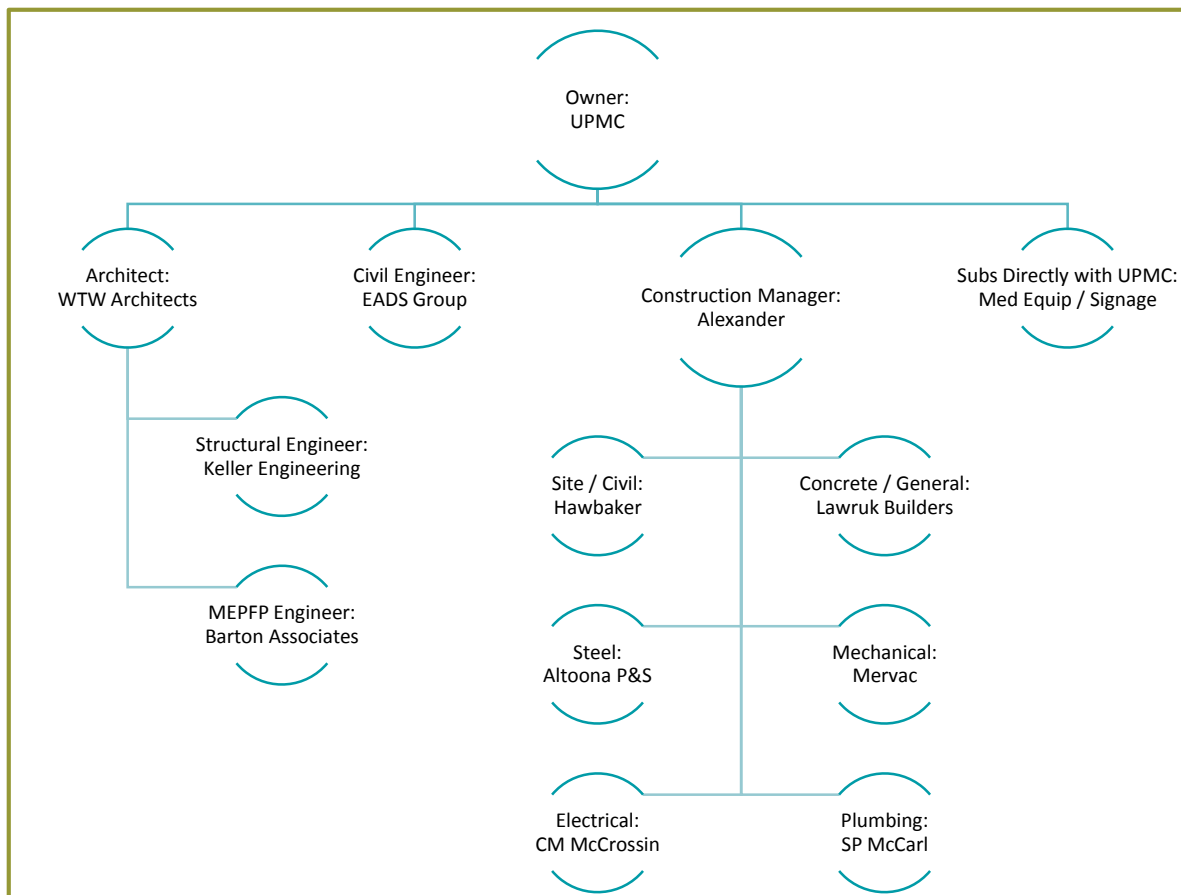 Owner:
UPMC
Architect:
WTW Architects
Civil Engineer:
EADS Group
Construction Manager:
Alexander
Subs Directly with UPMC:
Med Equip / Signage
Structural Engineer:
Keller Engineering
MEPFP Engineer:
Barton Associates
Site / Civil:
Hawbaker
Concrete / General:
Lawruk Builders
Steel:
Altoona P&S
Mechanical:
Mervac
Electrical:
CM McCrossin
Plumbing:
SP McCarl